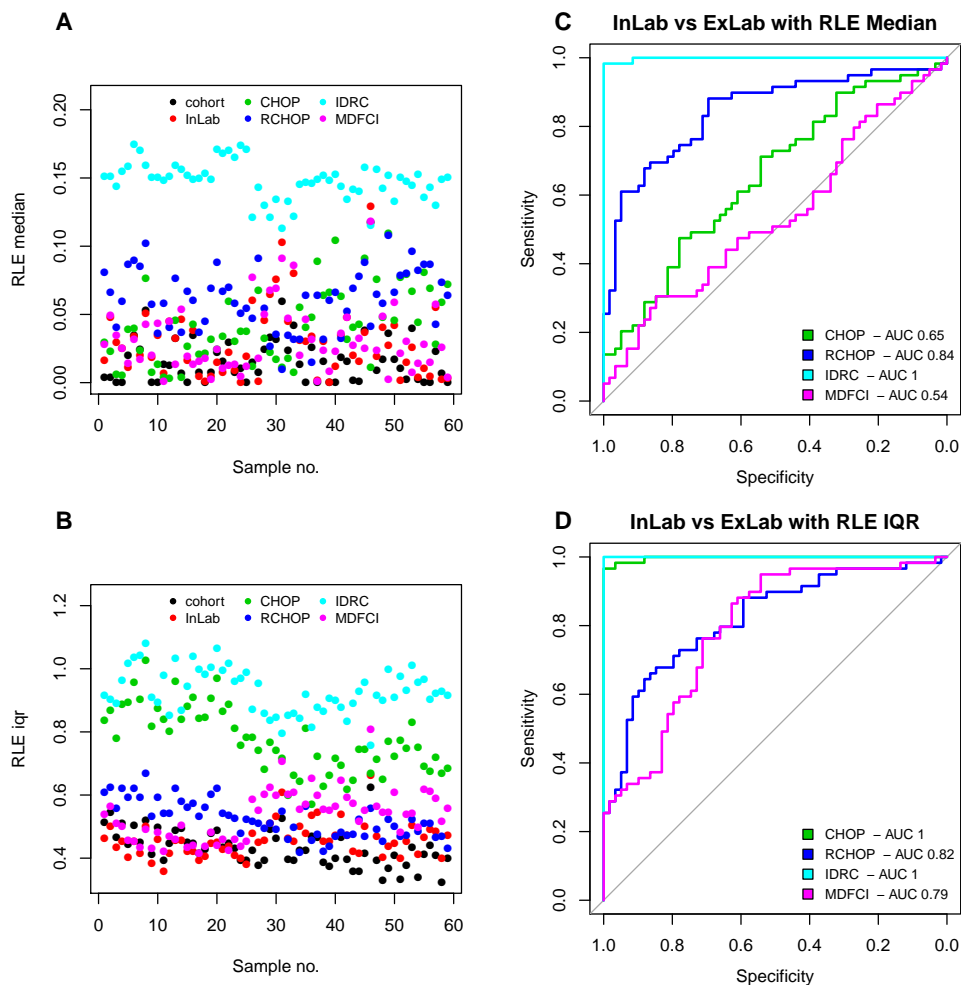 A
cohort CHOP IDRC
InLab RCHOP MDFCI
RLE median
0.00 0.05 0.10 0.15 0.20
0 10 20 30 40 50 60
Sample no.
C InLab vs ExLab with RLE Median
Sensitivity
0.0 0.2 0.4 0.6 0.8 1.0
CHOP – AUC 0.65
RCHOP – AUC 0.84
IDRC – AUC 1
MDFCI – AUC 0.54
1.0 0.8 0.6 0.4 0.2 0.0
Specificity
B
cohort CHOP IDRC
InLab RCHOP MDFCI
RLE iqr
0.4 0.6 0.8 1.0 1.2
0 10 20 30 40 50 60
Sample no.
D InLab vs ExLab with RLE IQR
Sensitivity
0.0 0.2 0.4 0.6 0.8 1.0
CHOP – AUC 1
RCHOP – AUC 0.82
IDRC – AUC 1
MDFCI – AUC 0.79
1.0 0.8 0.6 0.4 0.2 0.0
Specificity